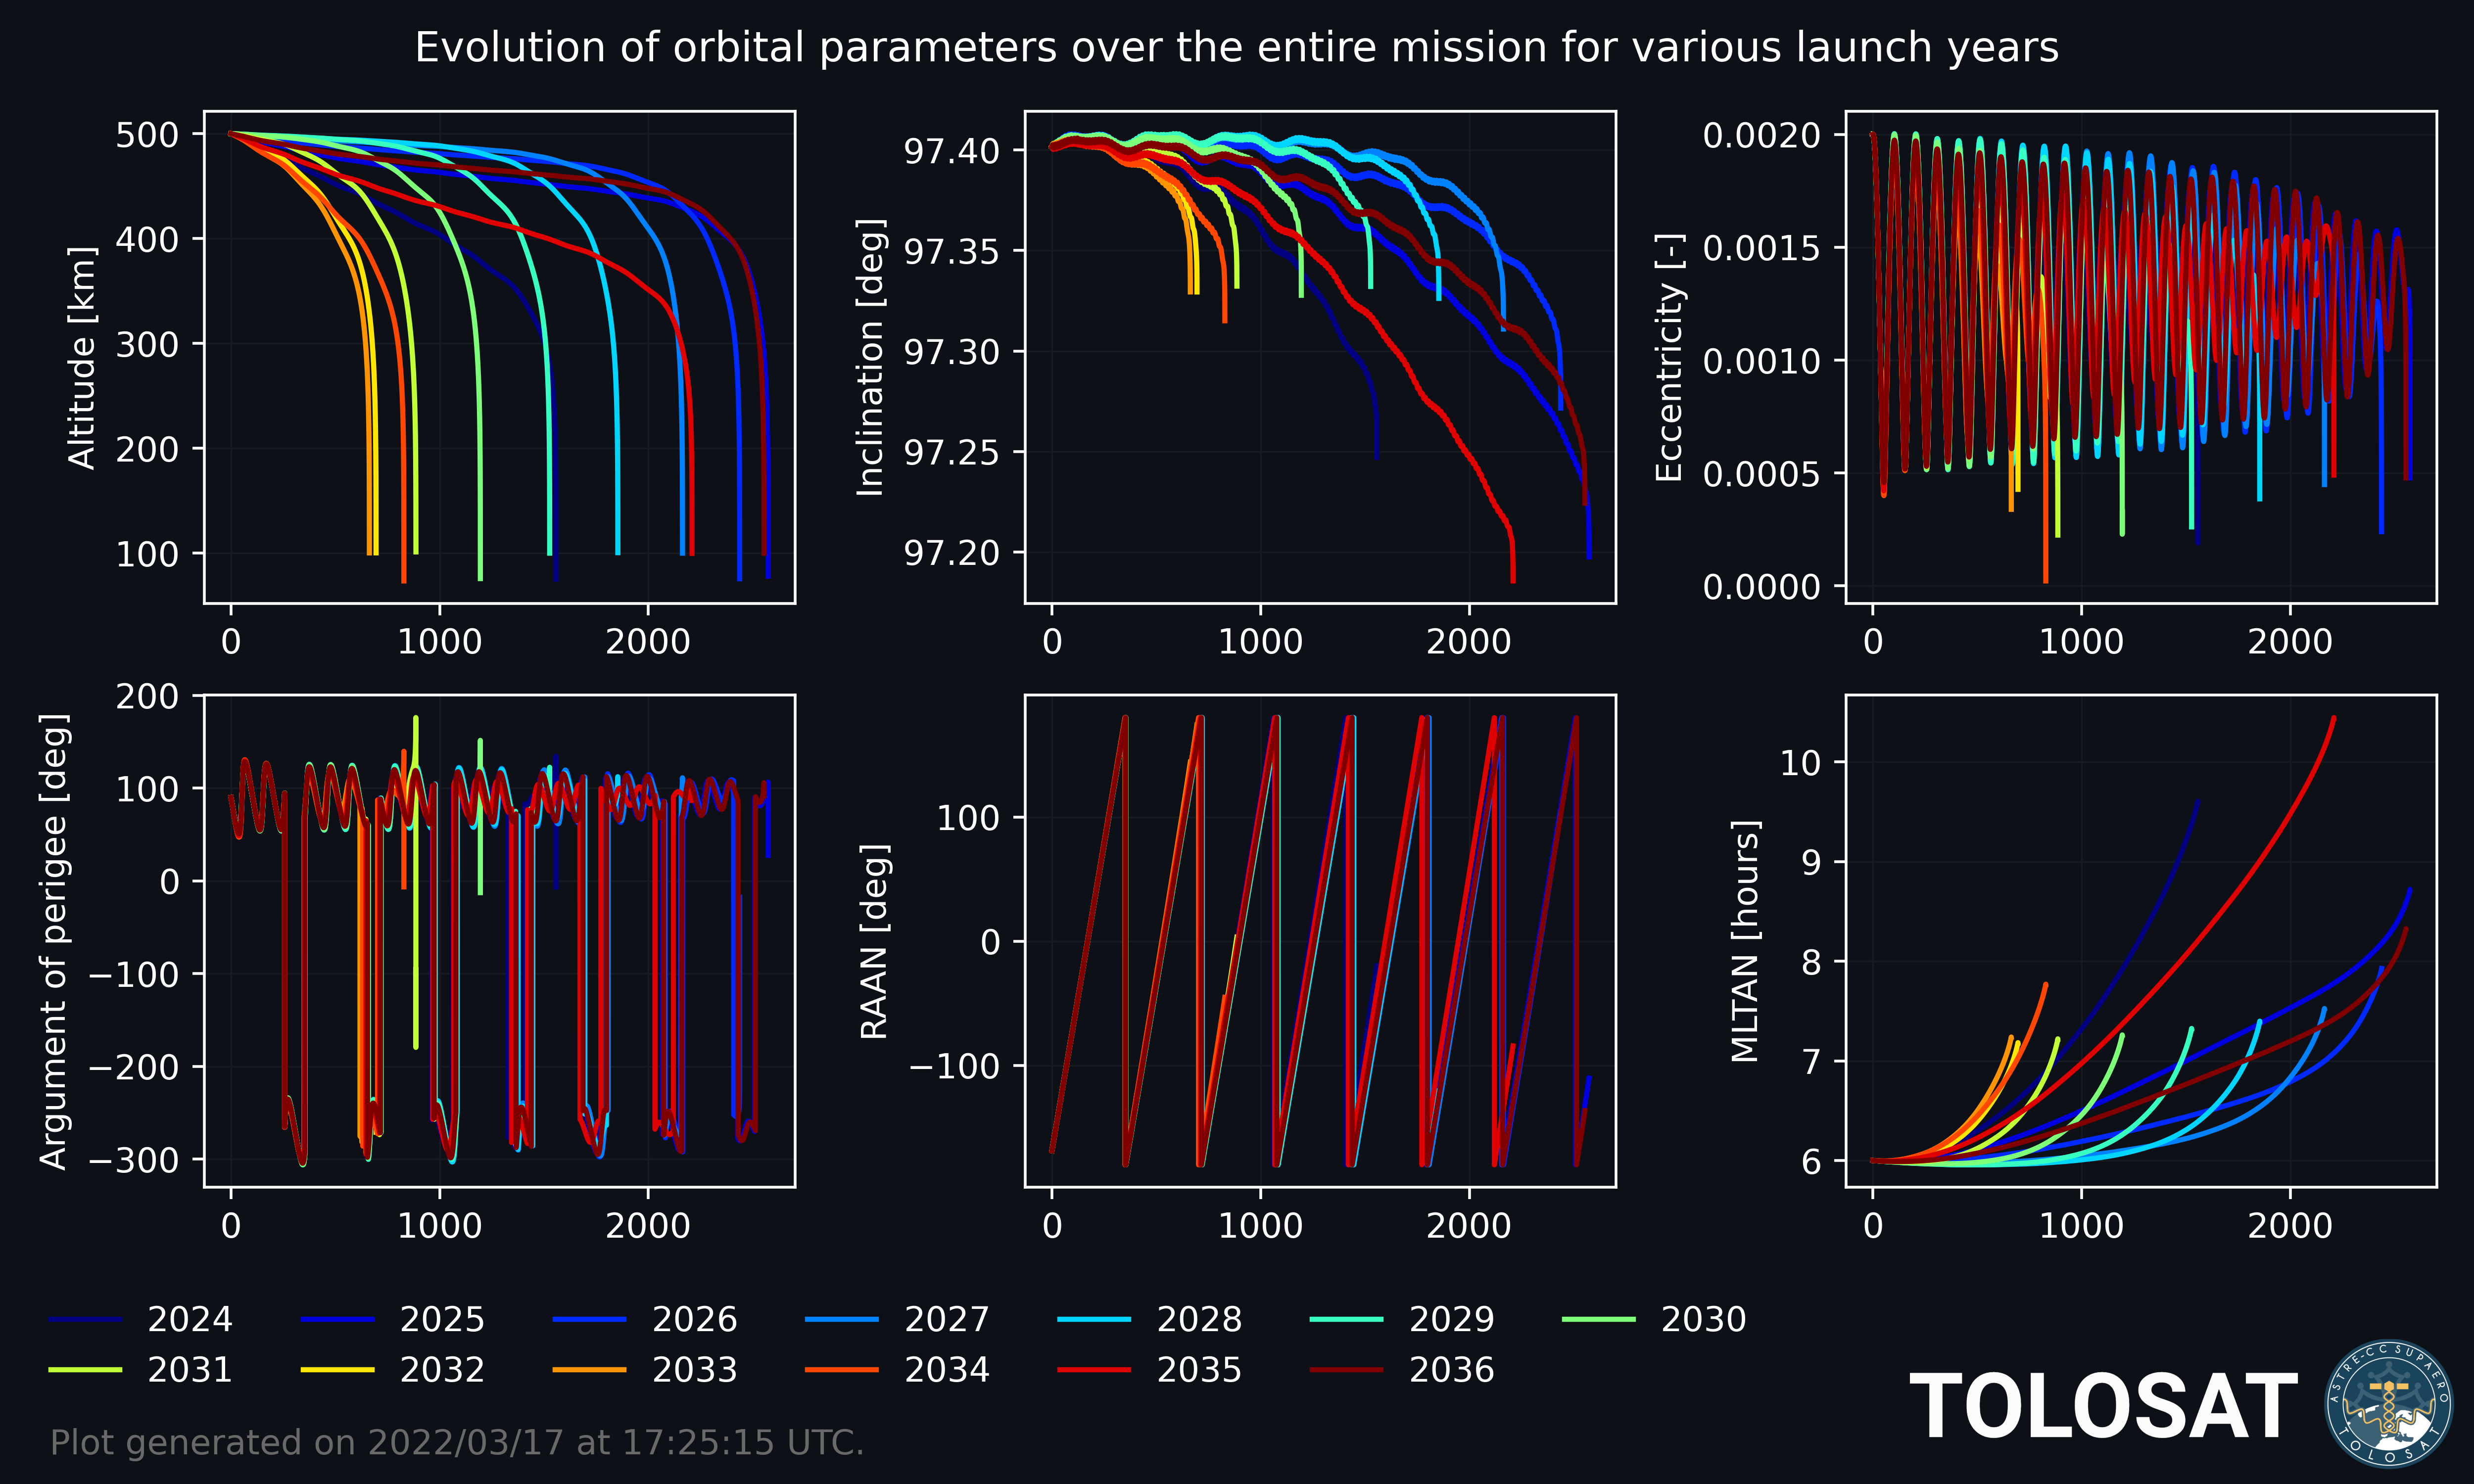 Evolution of orbital parameters over the entire mission for various launch years
Altitude [km]
500
400
300
200
100
0 1000 2000
Inclination [deg]
97.40
97.35
97.30
97.25
97.20
0 1000 2000
Eccentricity [-]
0.0020
0.0015
0.0010
0.0005
0.0000
0 1000 2000
Argument of perigee [deg]
200
100
0
−100
−200
−300
0 1000 2000
RAAN [deg]
100
0
−100
0 1000 2000
MLTAN [hours]
10
9
8
7
6
0 1000 2000
2024 2025 2026 2027 2028 2029 2030
2031 2032 2033 2034 2035 2036
TOLOSAT
ASTRE-CC SUPAERO
TOLOSAT
Plot generated on 2022/03/17 at 17:25:15 UTC.